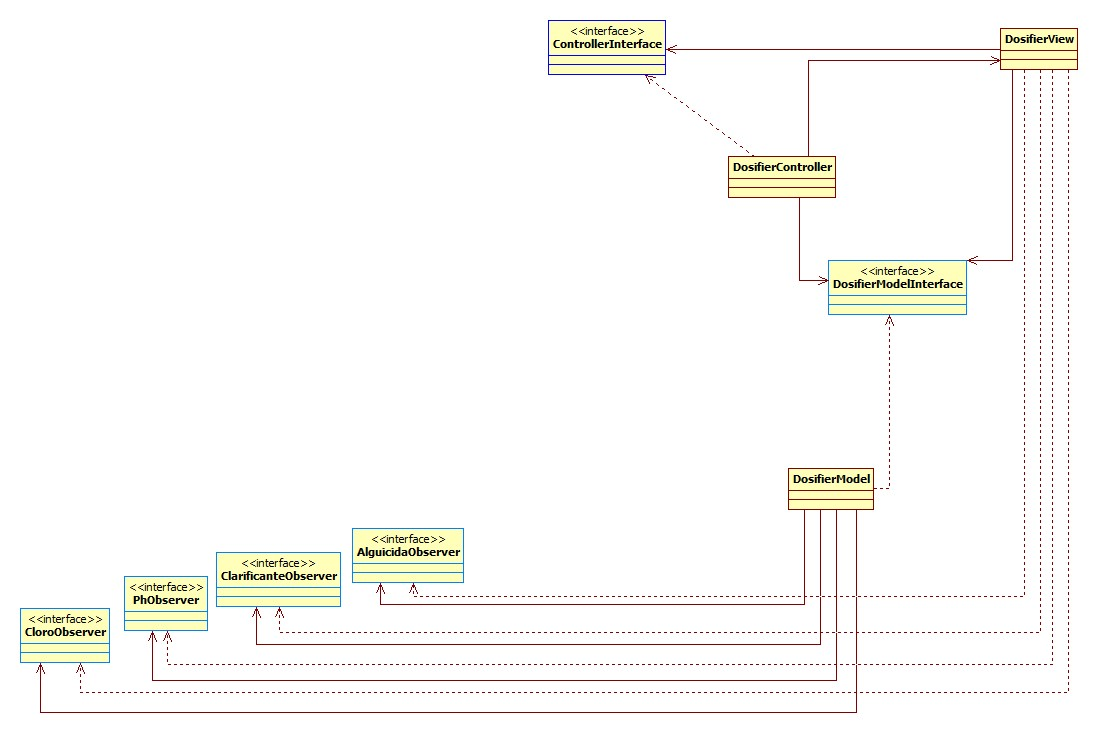 <<interface>>
ControllerInterface
DosifierView
DosifierController
<<interface>>
DosifierModelInterface
DosifierModel
<<interface>>
AlguicidaObserver
<<interface>>
ClarificanteObserver
<<interface>>
PhObserver
<<interface>>
CloroObserver